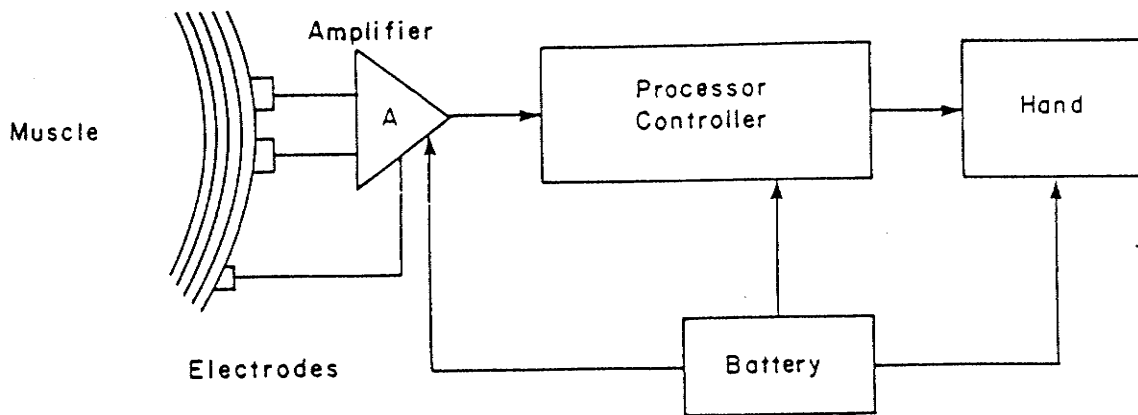 Amplifier
Muscle
A
Processor
Controller
Hand
Electrodes
Battery